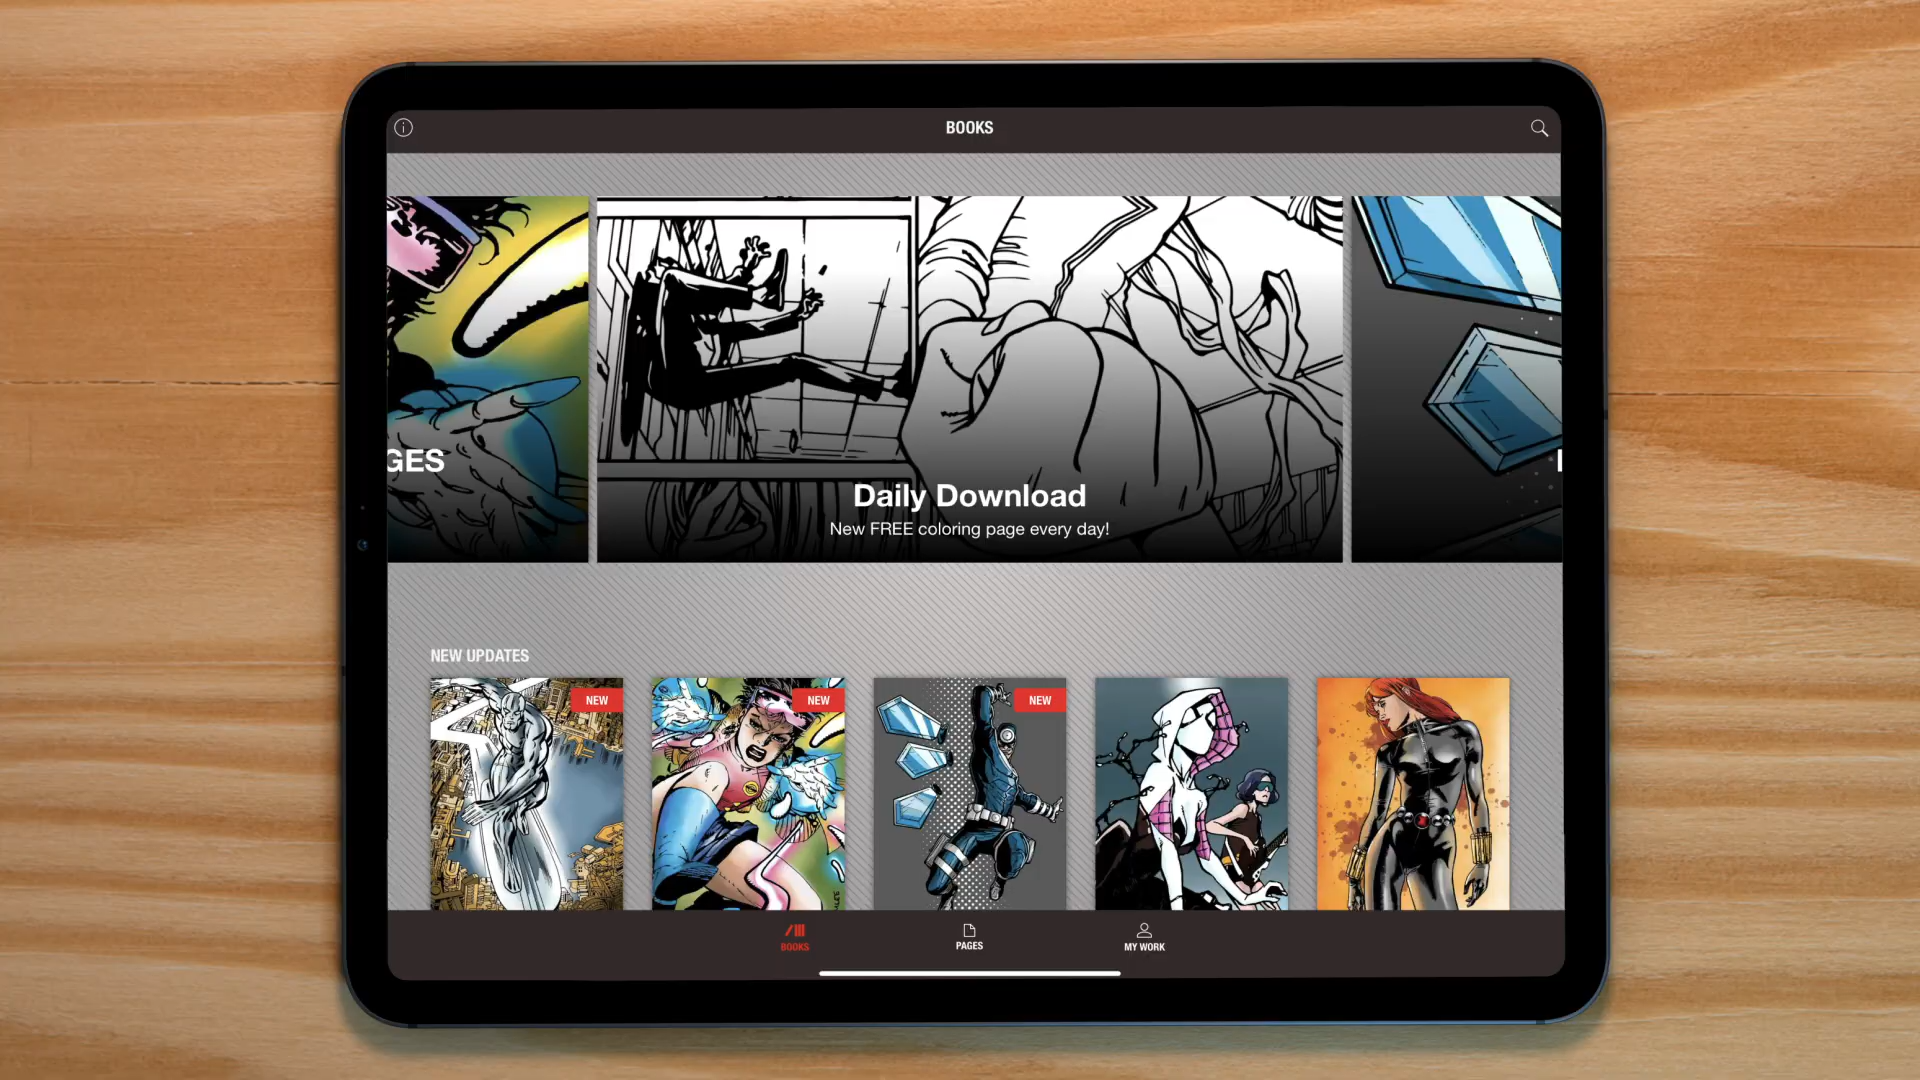 BOOKS
GES
Daily Download
New FREE coloring page every day!
NEW UPDATES
NEW
NEW
NEW
BOOKS
PAGES
MY WORK